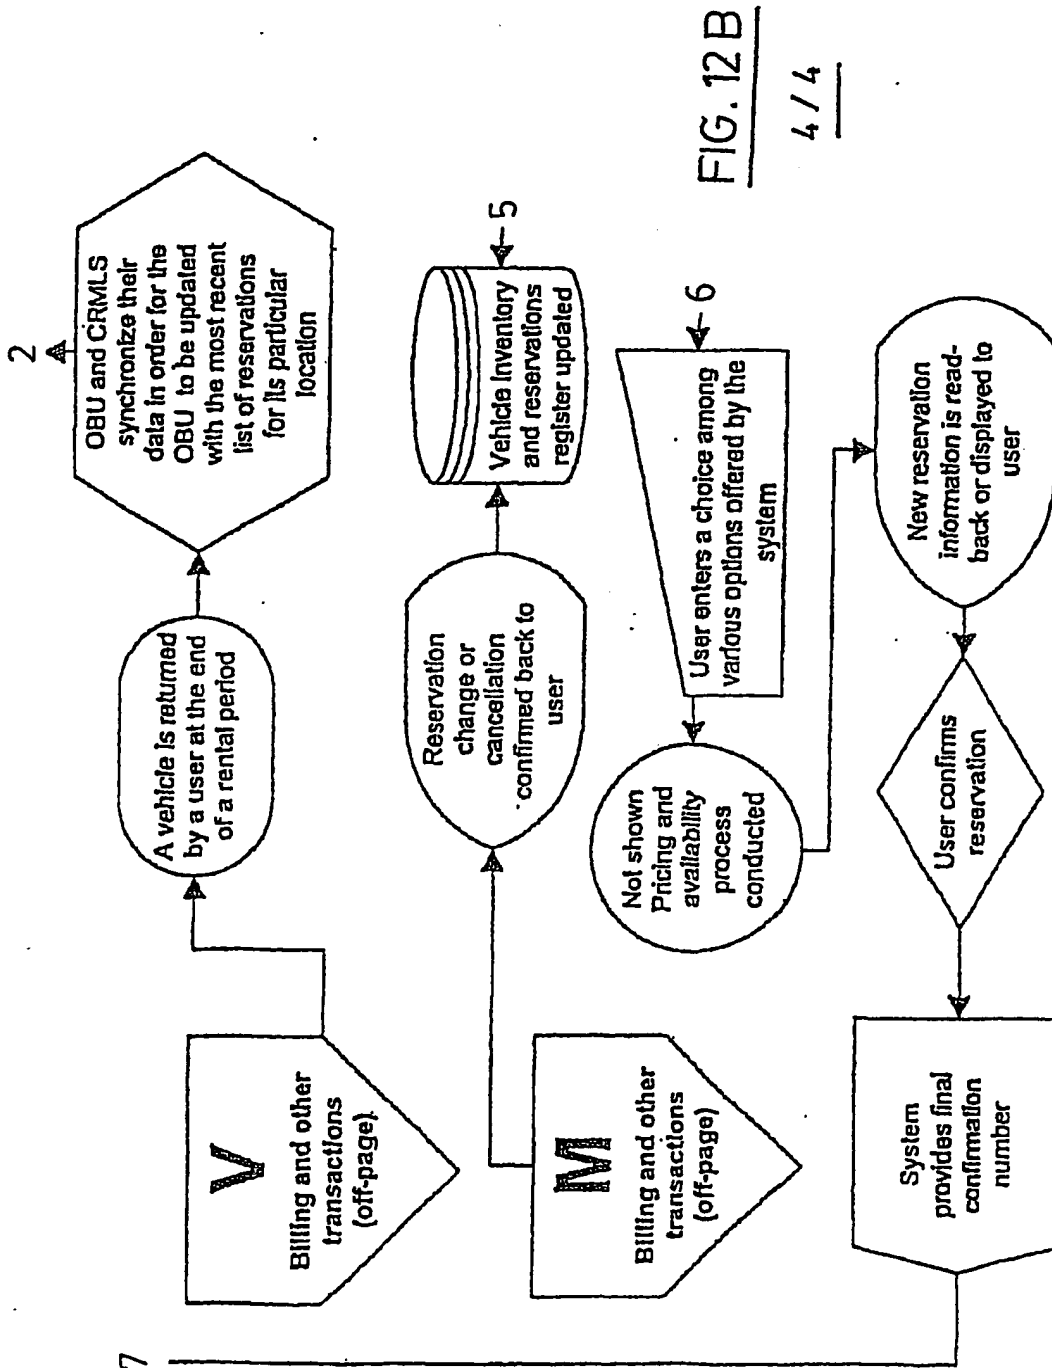 2
OBU and CRMLS
synchronize their
data in order for the
OBU to be updated
with the most recent
list of reservations
for its particular
location
A vehicle is returned
by a user at the end
of a rental period
V
Billing and other
transactions
(off-page)
5
Vehicle Inventory
and reservations
register updated
Reservation
change or
cancellation
confirmed back to
user
M
Billing and other
transactions
(off-page)
6
User enters a choice among
various options offered by the
system
Not shown
Pricing and
availability
process
conducted
New reservation
information is read-
back or displayed to
user
User confirms
reservation
System
provides final
confirmation
number
7
FIG. 12B
4/4